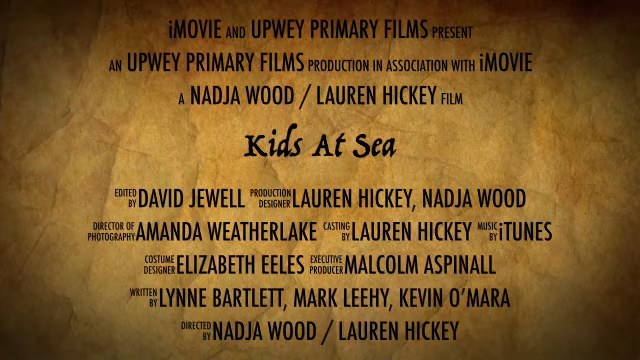 iMOVIE AND UPWEY PRIMARY FILMS PRESENT
AN UPWEY PRIMARY FILMS PRODUCTION IN ASSOCIATION WITH iMOVIE
A NADJA WOOD / LAUREN HICKEY FILM
Kids At Sea
EDITED BY DAVID JEWELL PRODUCTION DESIGNER LAUREN HICKEY, NADJA WOOD
DIRECTOR OF PHOTOGRAPHY AMANDA WEATHERLAKE CASTING BY LAUREN HICKEY MUSIC BY iTUNES
COSTUME DESIGNER ELIZABETH EELES EXECUTIVE PRODUCER MALCOLM ASPINALL
WRITTEN BY LYNNE BARTLETT, MARK LEEHY, KEVIN O'MARA
DIRECTED BY NADJA WOOD / LAUREN HICKEY